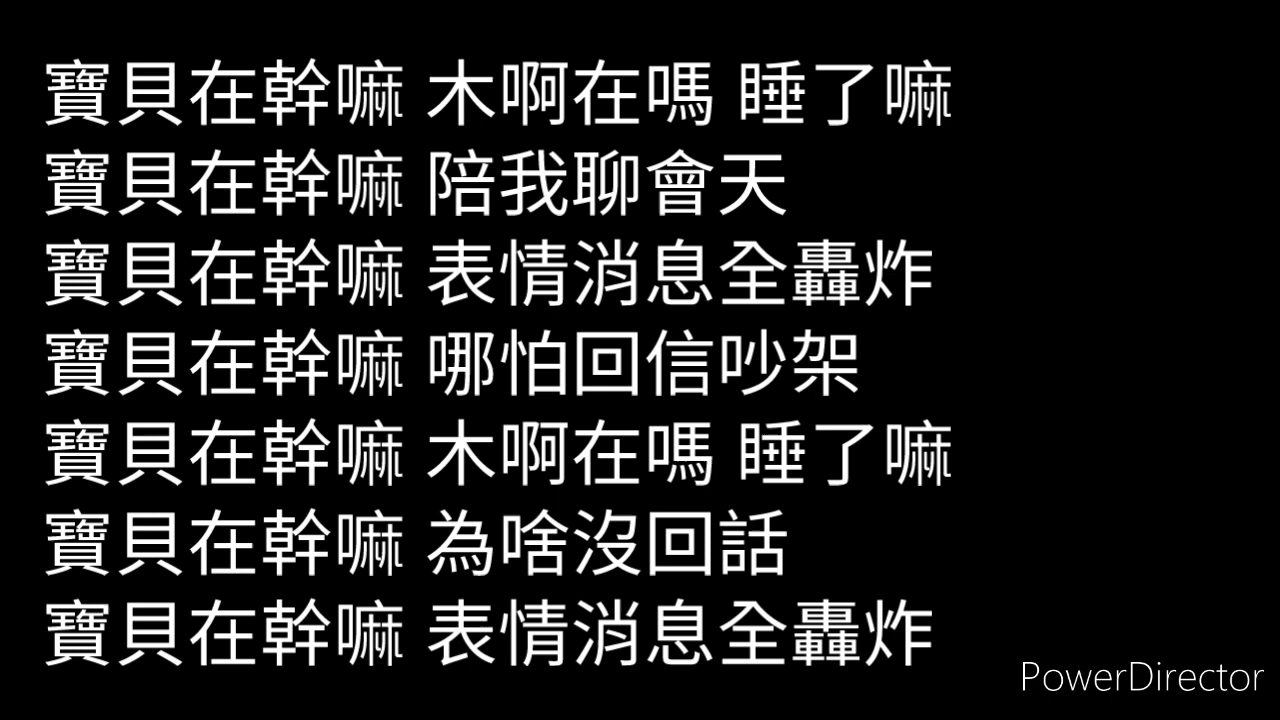 寶貝在幹嘛 木啊在嗎 睡了嘛
寶貝在幹嘛 陪我聊會天
寶貝在幹嘛 表情消息全轟炸
寶貝在幹嘛 哪怕回信吵架
寶貝在幹嘛 木啊在嗎 睡了嘛
寶貝在幹嘛 為啥沒回話
寶貝在幹嘛 表情消息全轟炸
PowerDirector